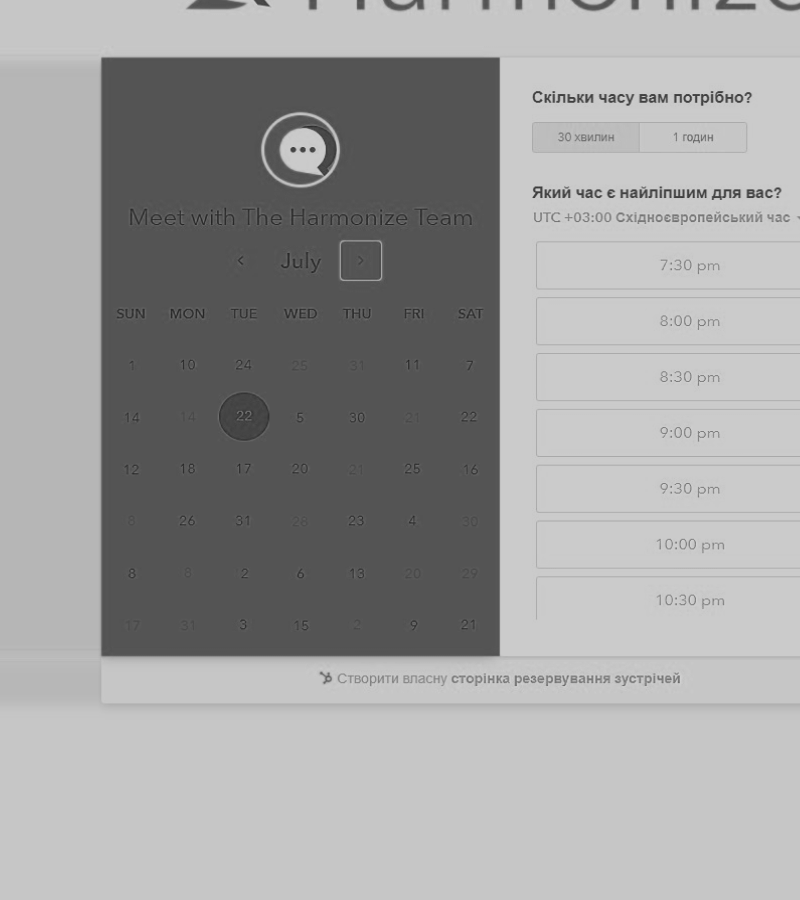 Harmonize
Meet with The Harmonize Team
July
SUN MON TUE WED THU FRI SAT
1 10 24 25 31 11 7
14 14 22 5 30 21 22
12 18 17 20 21 25 16
8 26 31 28 23 4 30
8 8 2 6 13 20 29
17 31 3 15 2 9 21
Скільки часу вам потрібно?
30 хвилин 1 годин
Який час є найліпшим для вас?
UTC +03:00 Східноєвропейський час
7:30 pm
8:00 pm
8:30 pm
9:00 pm
9:30 pm
10:00 pm
10:30 pm
Створити власну сторінка резервування зустрічей